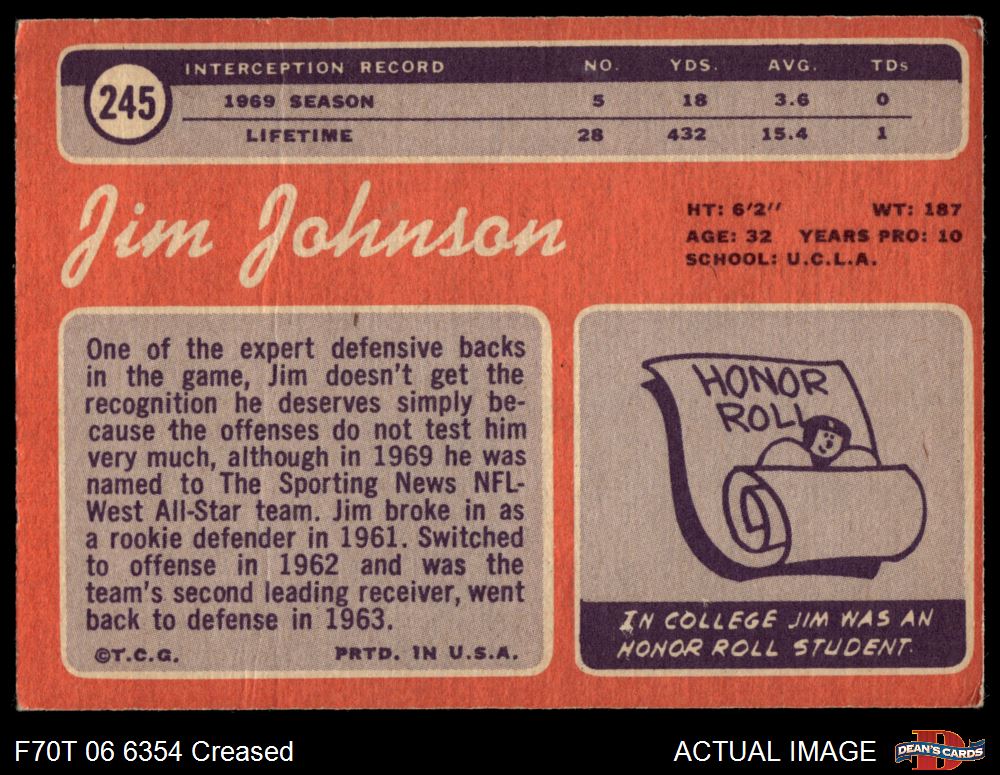 245
INTERCEPTION RECORD NO. YDS. AVG. TDs
1969 SEASON 5 18 3.6 0
LIFETIME 28 432 15.4 1
Jim Johnson
HT: 6'2" WT: 187
AGE: 32 YEARS PRO: 10
SCHOOL: U.C.L.A.
One of the expert defensive backs
in the game, Jim doesn't get the
recognition he deserves simply be-
cause the offenses do not test him
very much, although in 1969 he was
named to The Sporting News NFL-
West All-Star team. Jim broke in as
a rookie defender in 1961. Switched
to offense in 1962 and was the
team's second leading receiver, went
back to defense in 1963.
©T.C.G. PRTD. IN U.S.A.
HONOR
ROLL
IN COLLEGE JIM WAS AN
HONOR ROLL STUDENT.
F70T 06 6354 Creased
ACTUAL IMAGE
D
DEAN'S CARDS